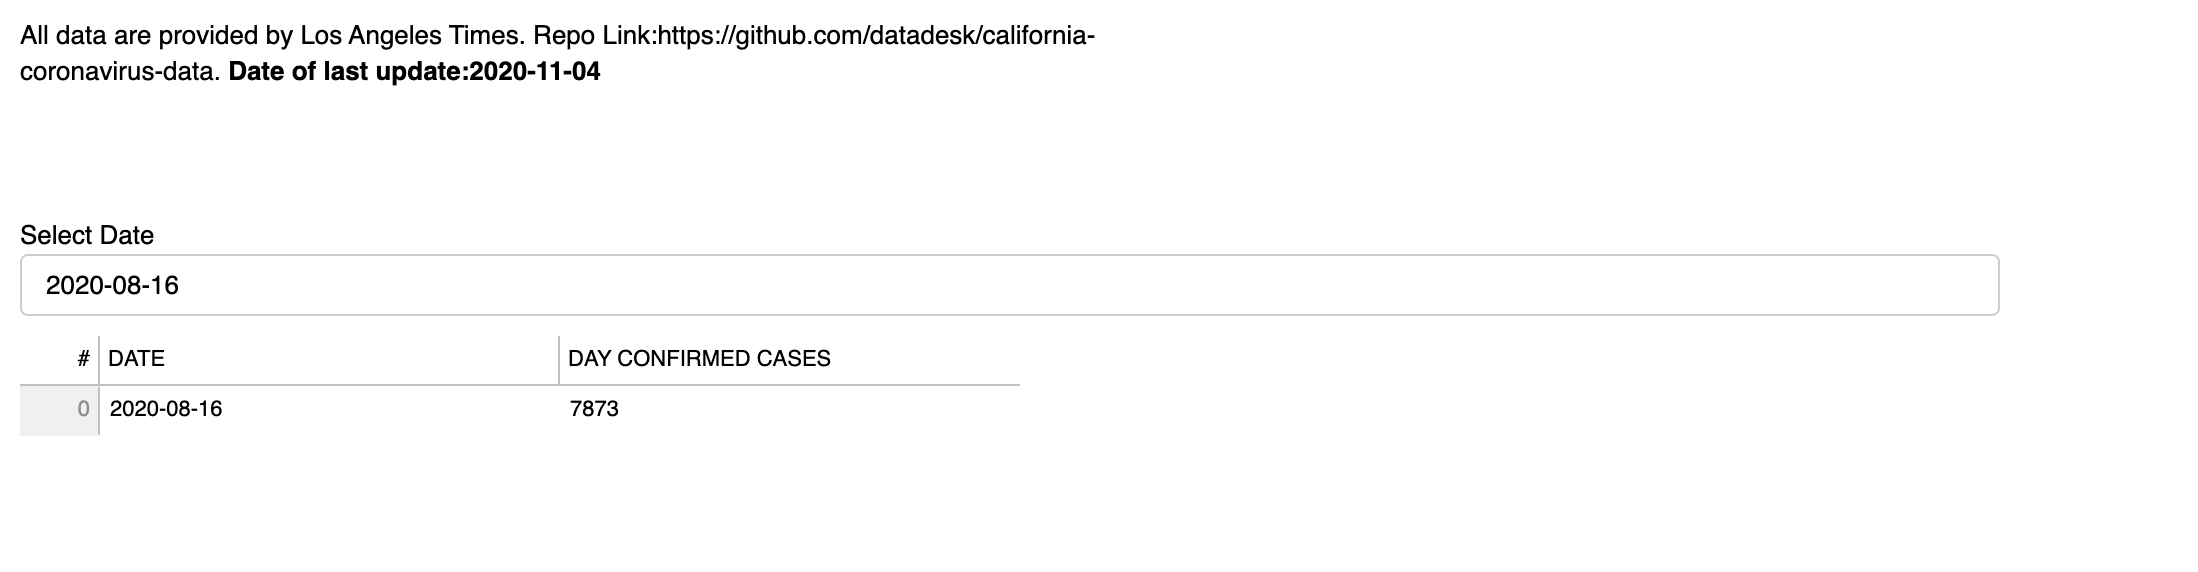 All data are provided by Los Angeles Times. Repo Link:https://github.com/datadesk/california-
coronavirus-data. Date of last update:2020-11-04
Select Date
2020-08-16
# DATE DAY CONFIRMED CASES
0 2020-08-16 7873